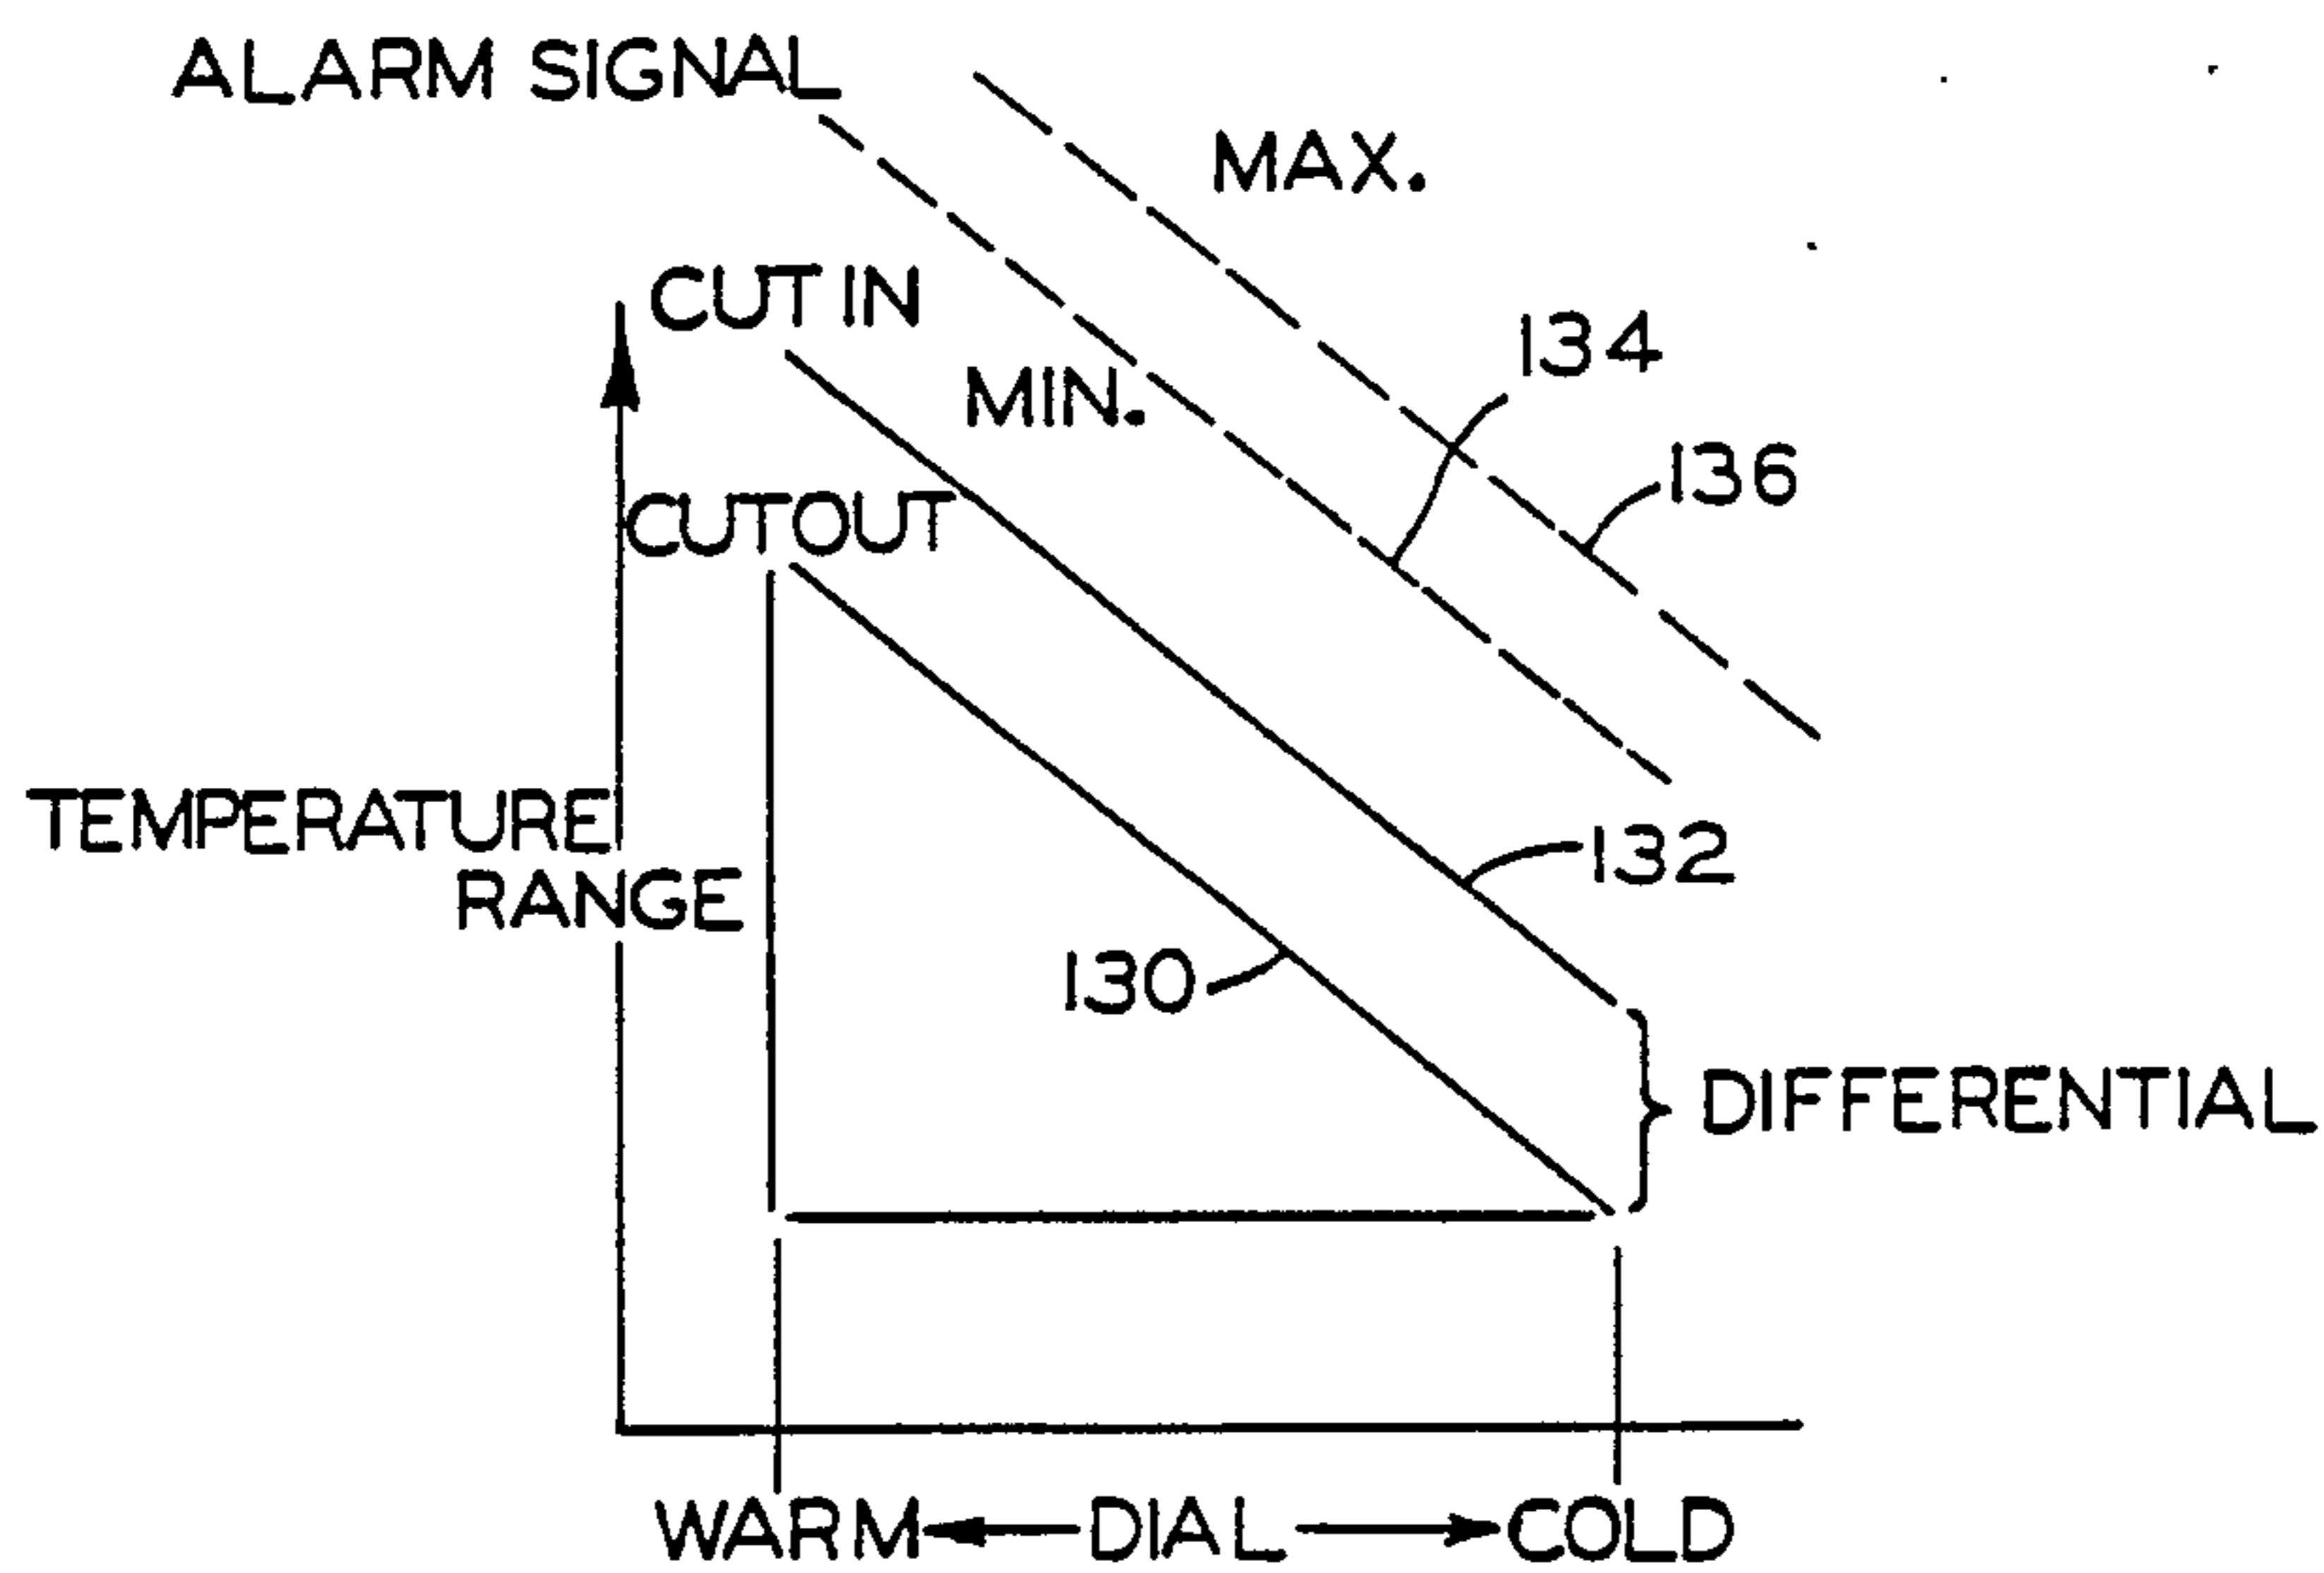 ALARM SIGNAL
MAX.
CUT IN
134
MIN.
136
CUTOUT
TEMPERATURE
RANGE
132
130
DIFFERENTIAL
WARM DIAL COLD